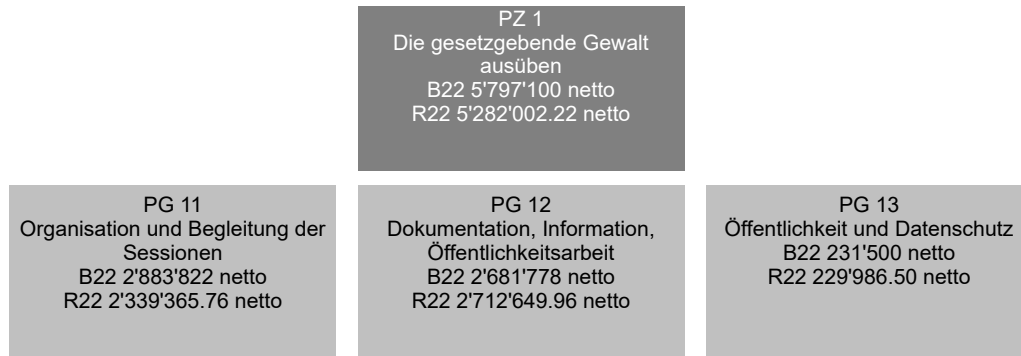 PZ 1
Die gesetzgebende Gewalt
ausüben
B22 5'797'100 netto
R22 5'282'002.22 netto
PG 11
Organisation und Begleitung der
Sessionen
B22 2'883'822 netto
R22 2'339'365.76 netto
PG 12
Dokumentation, Information,
Öffentlichkeitsarbeit
B22 2'681'778 netto
R22 2'712'649.96 netto
PG 13
Öffentlichkeit und Datenschutz
B22 231'500 netto
R22 229'986.50 netto